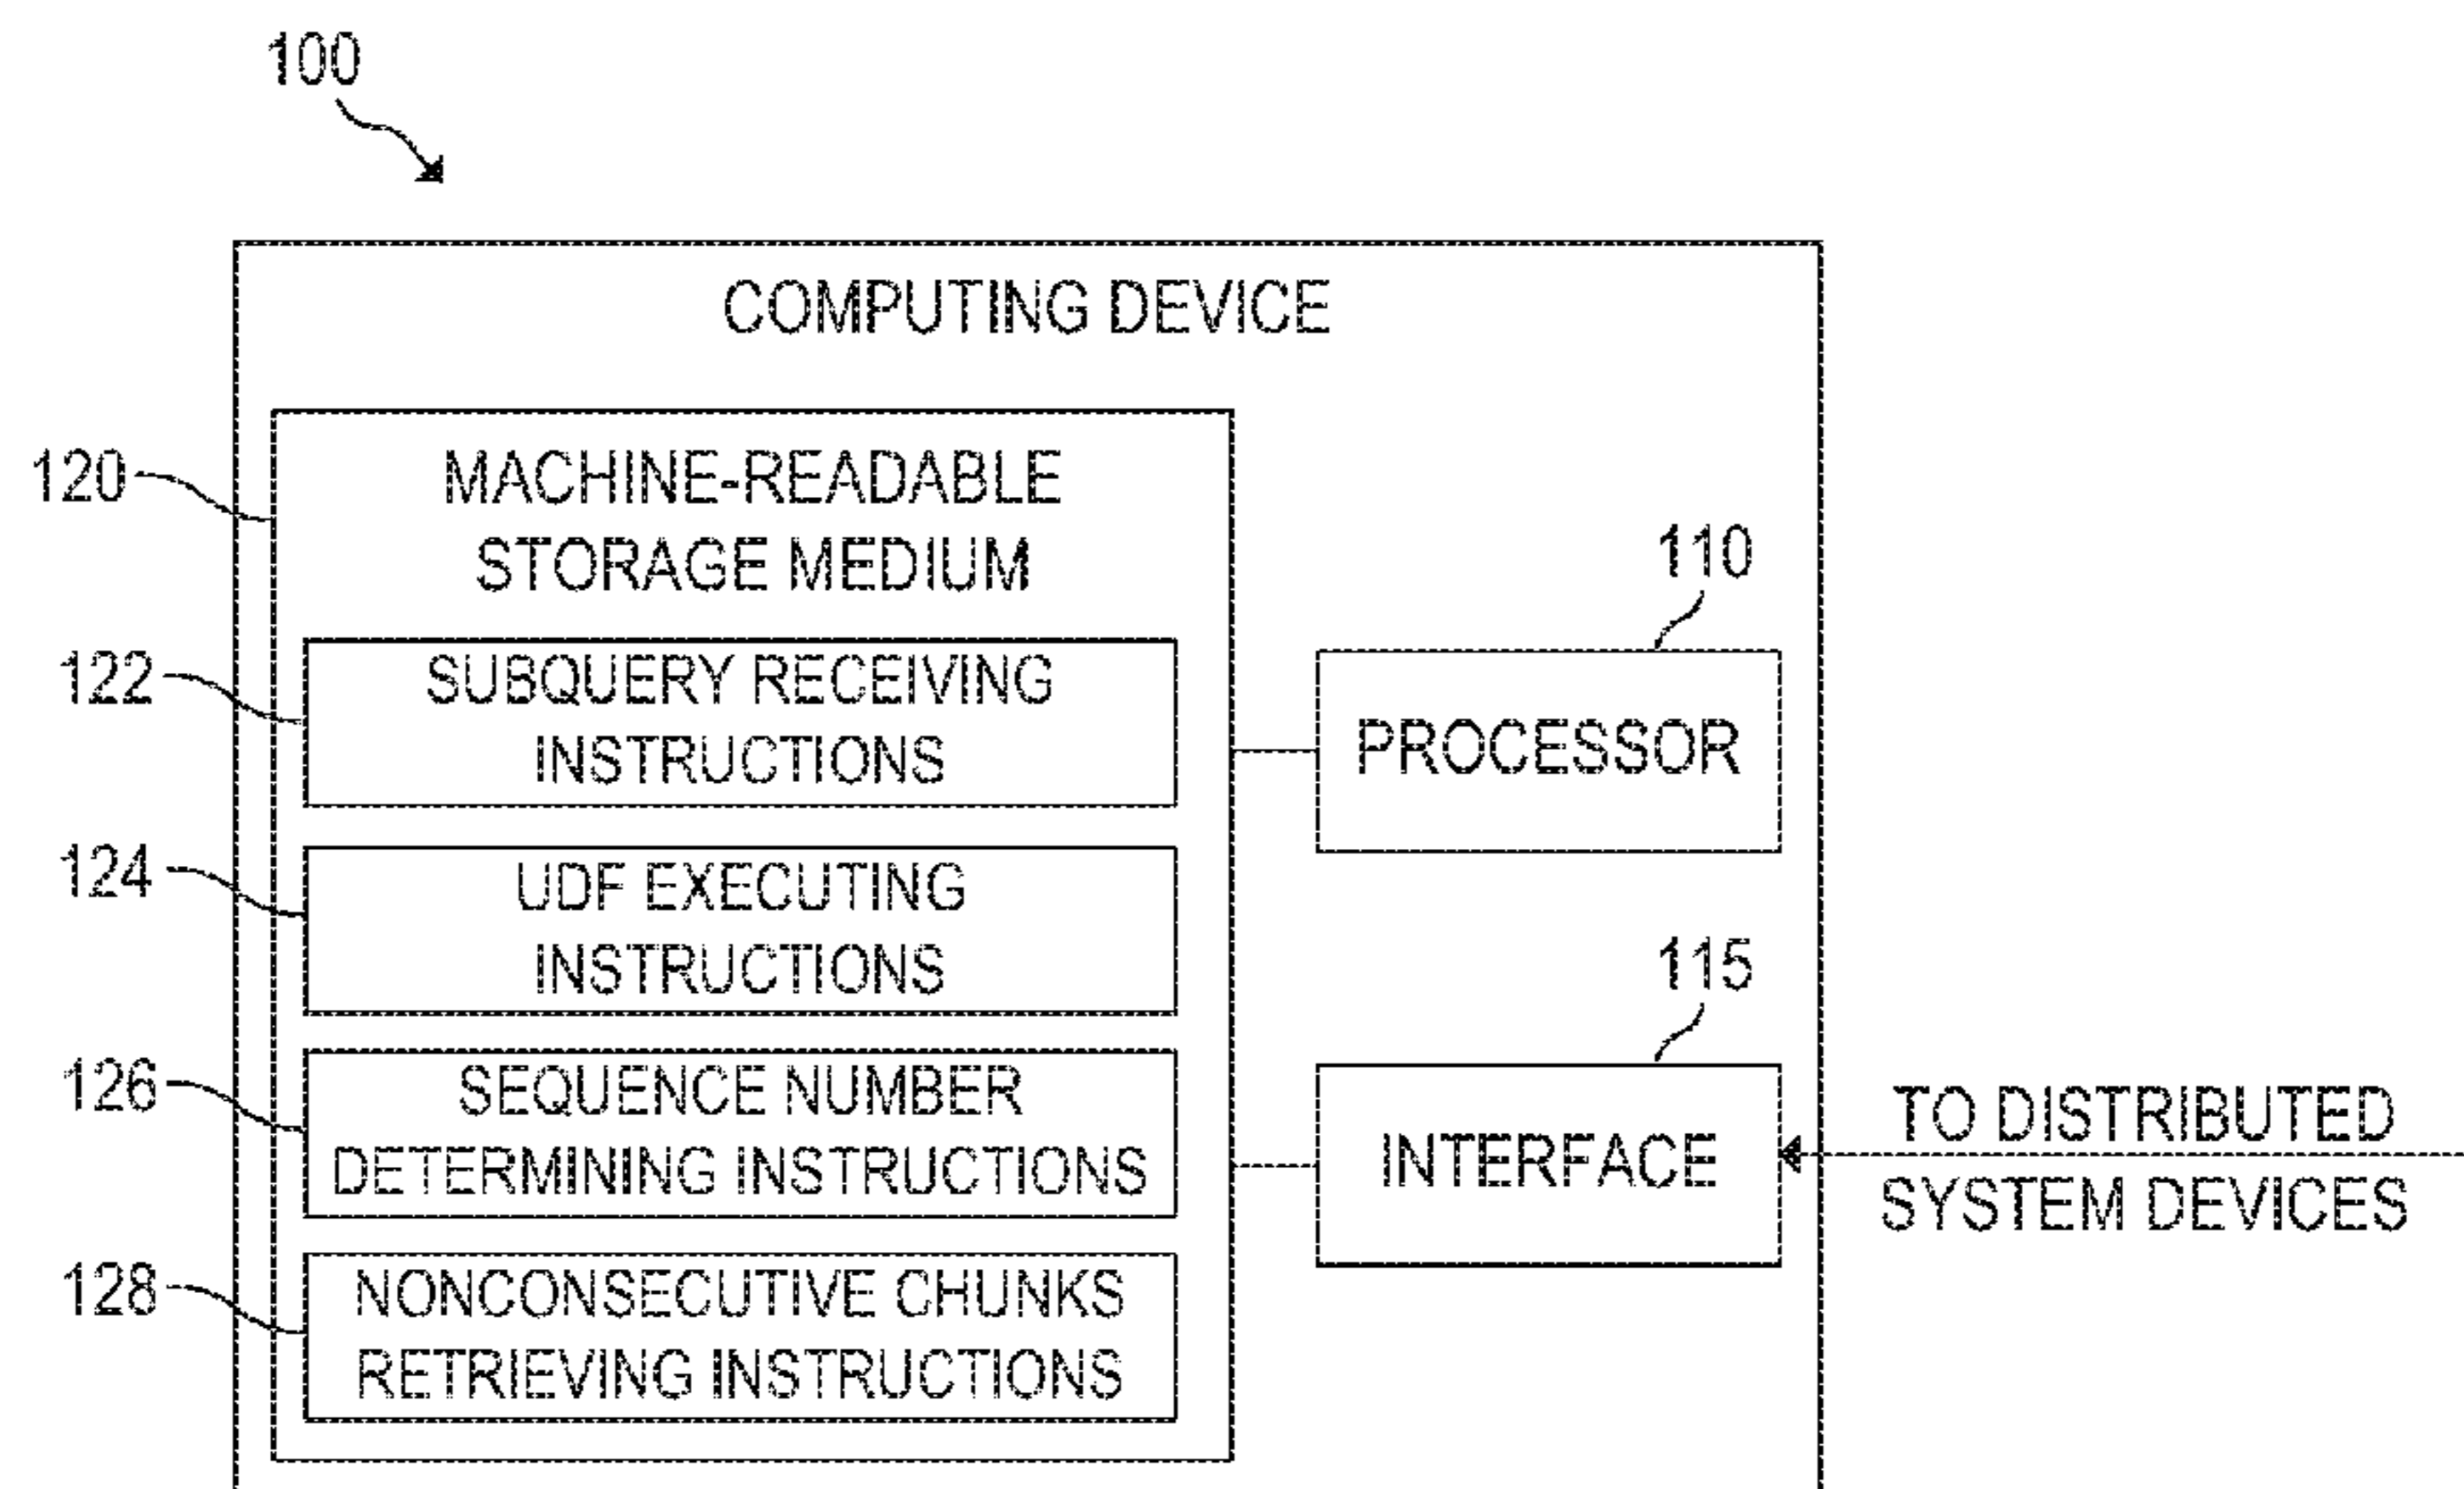 100
COMPUTING DEVICE
120
MACHINE-READABLE
STORAGE MEDIUM
110
122
SUBQUERY RECEIVING
INSTRUCTIONS
PROCESSOR
124
UDF EXECUTING
INSTRUCTIONS
115
126
SEQUENCE NUMBER
DETERMINING INSTRUCTIONS
INTERFACE
TO DISTRIBUTED
SYSTEM DEVICES
128
NONCONSECUTIVE CHUNKS
RETRIEVING INSTRUCTIONS